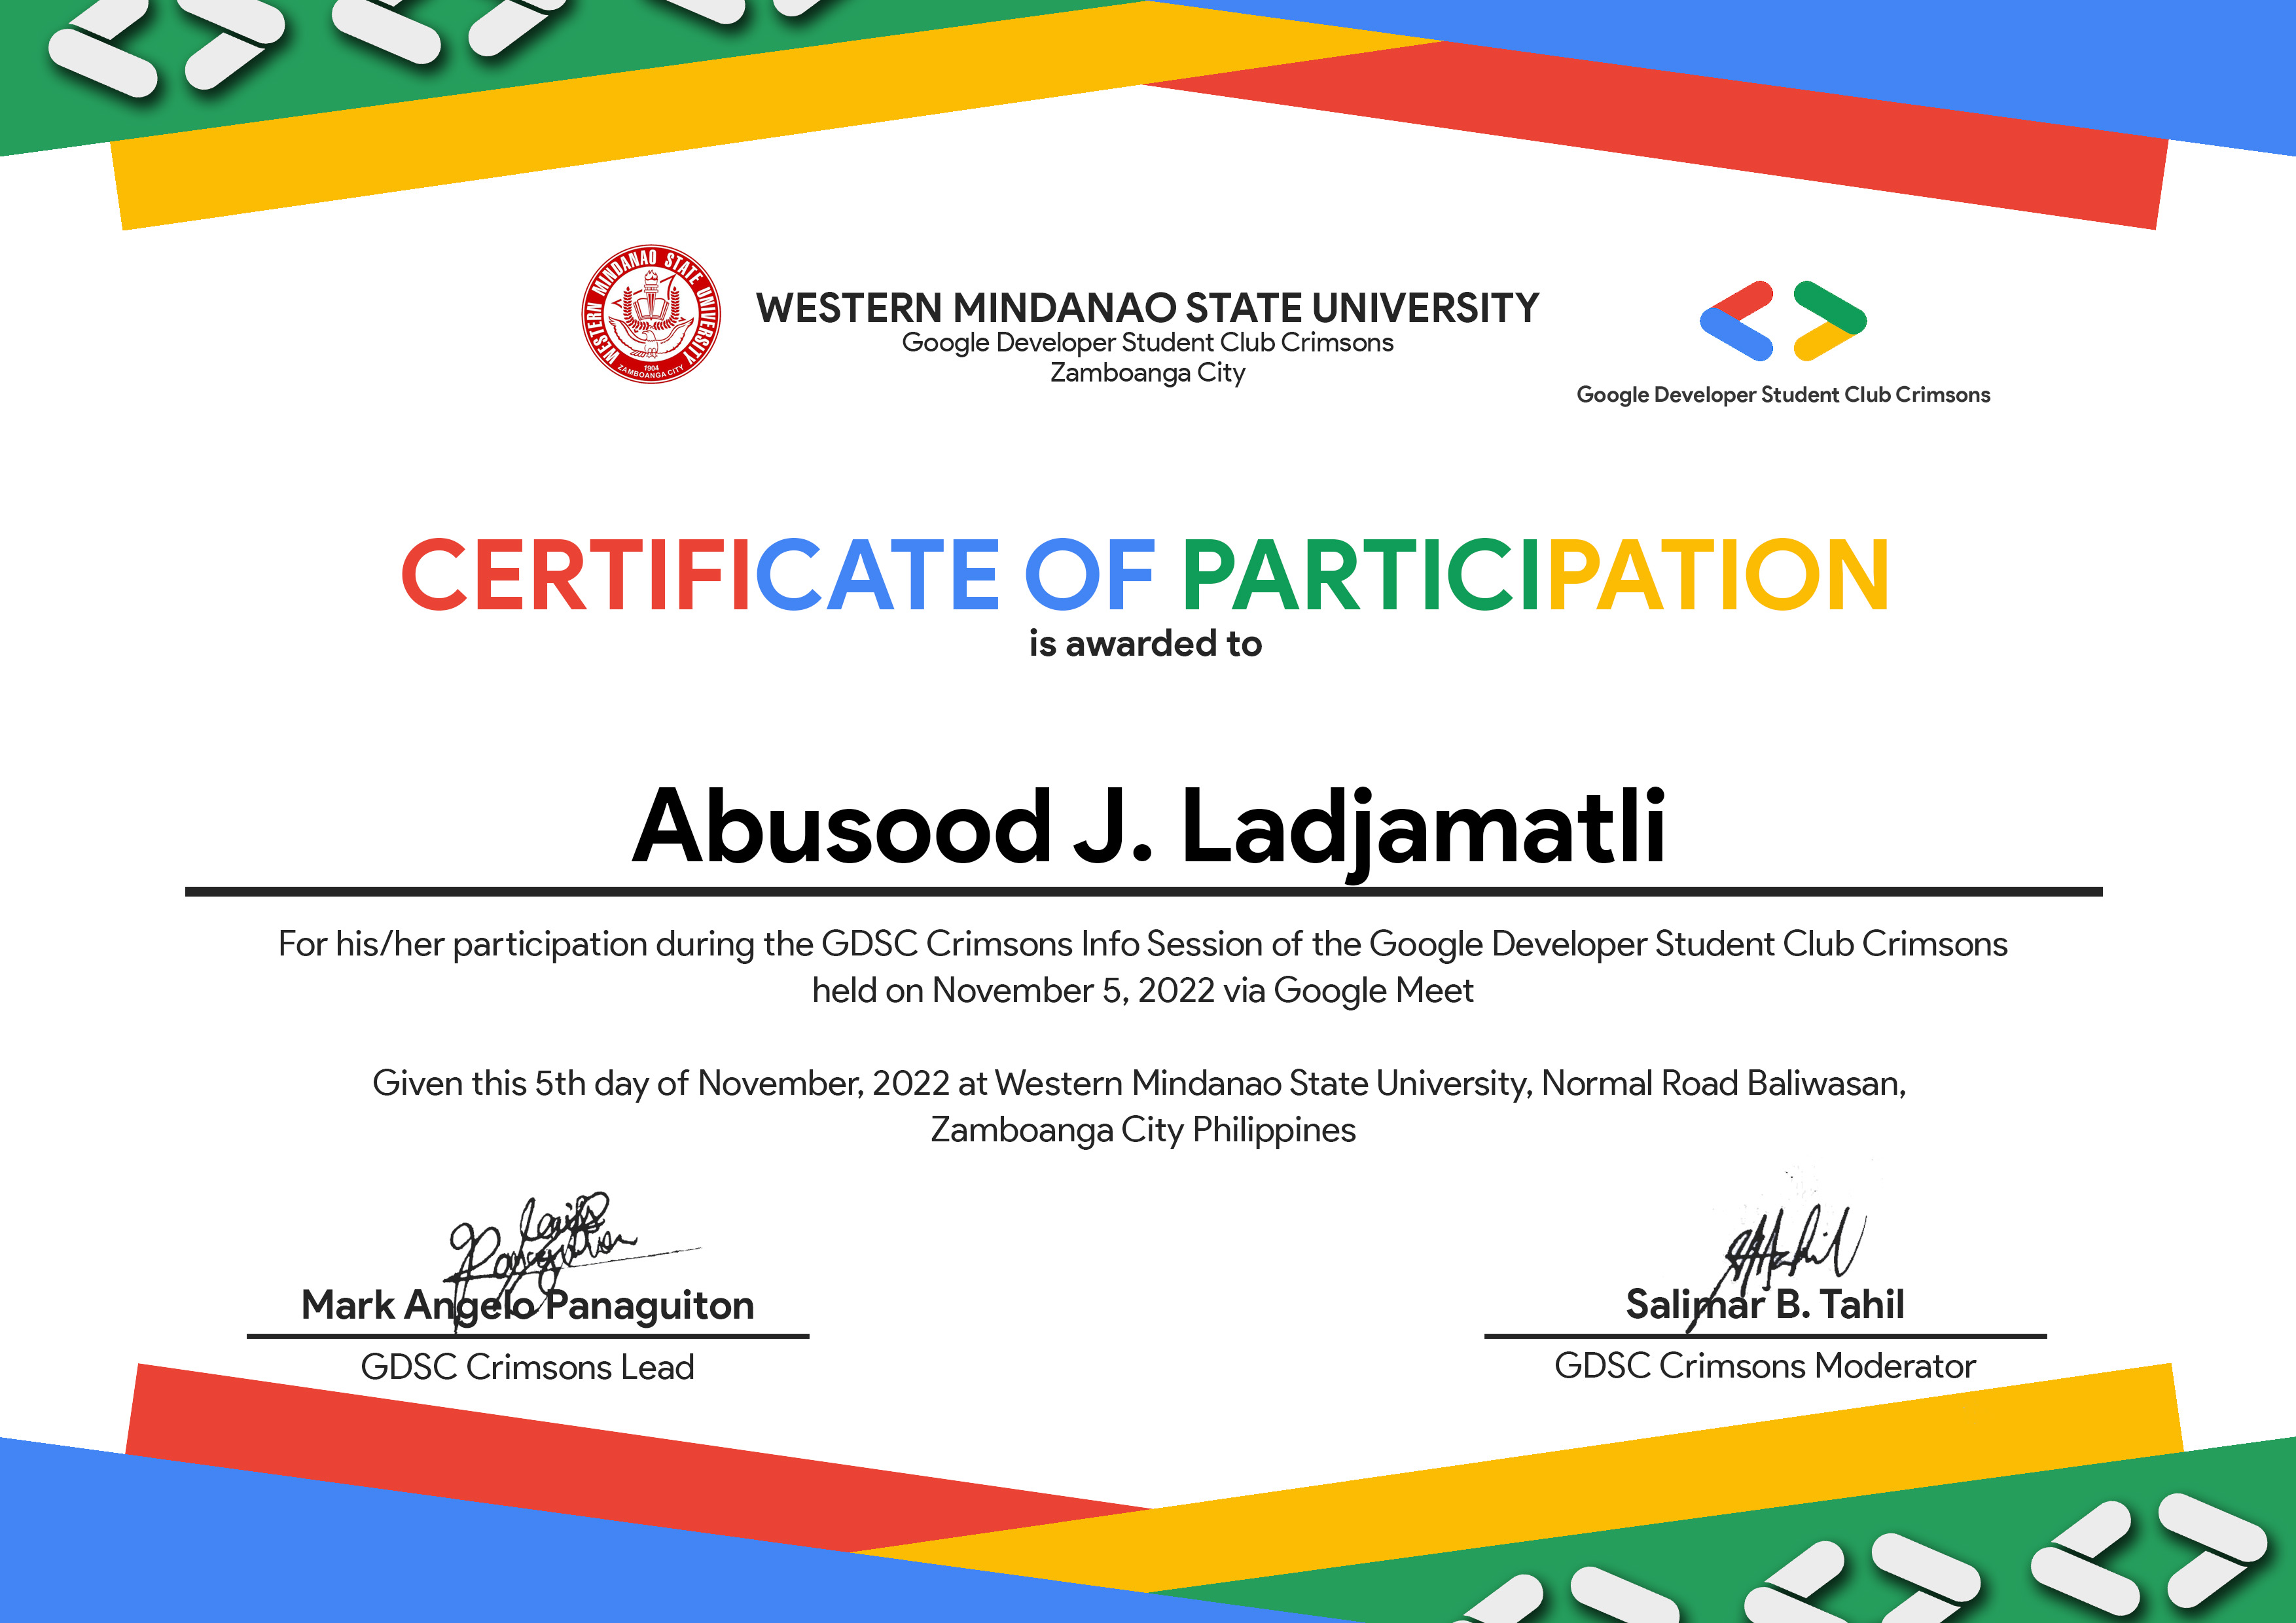 WESTERN MINDANAO STATE UNIVERSITY
1904
ZAMBOANGA CITY
WESTERN MINDANAO STATE UNIVERSITY
Google Developer Student Club Crimsons
Zamboanga City
Google Developer Student Club Crimsons
CERTIFICATE OF PARTICIPATION
is awarded to
Abusood J. Ladjamatli
For his/her participation during the GDSC Crimsons Info Session of the Google Developer Student Club Crimsons
held on November 5, 2022 via Google Meet
Given this 5th day of November, 2022 at Western Mindanao State University, Normal Road Baliwasan,
Zamboanga City Philippines
Mark Angelo Panaguiton
GDSC Crimsons Lead
Salimar B. Tahil
GDSC Crimsons Moderator